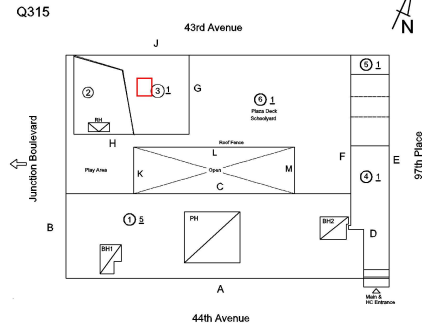 Q315
43rd Avenue
N
J
5 1
2
3 1
G
6 1
Plaza Deck
Schoolyard
RH
H
Roof Fence
L
Junction Boulevard
Play Area
K
Open
M
F
E
97th Place
C
4 1
B
1 5
PH
BH2
D
BH1
A
Main &
HC Entrance
44th Avenue